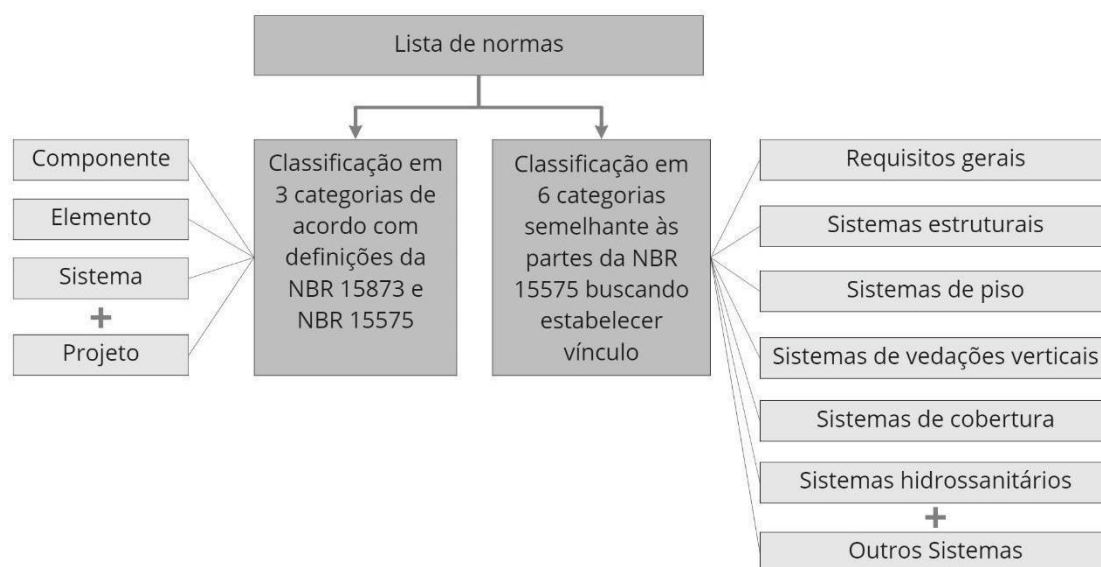 Lista de normas
Componente
Elemento
Sistema
+
Projeto
Classificação em
3 categorias de
acordo com
definições da
NBR 15873 e
NBR 15575
Classificação em
6 categorias
semelhante às
partes da NBR
15575 buscando
estabelecer
vínculo
Requisitos gerais
Sistemas estruturais
Sistemas de piso
Sistemas de vedações verticais
Sistemas de cobertura
Sistemas hidrossanitários
+
Outros Sistemas